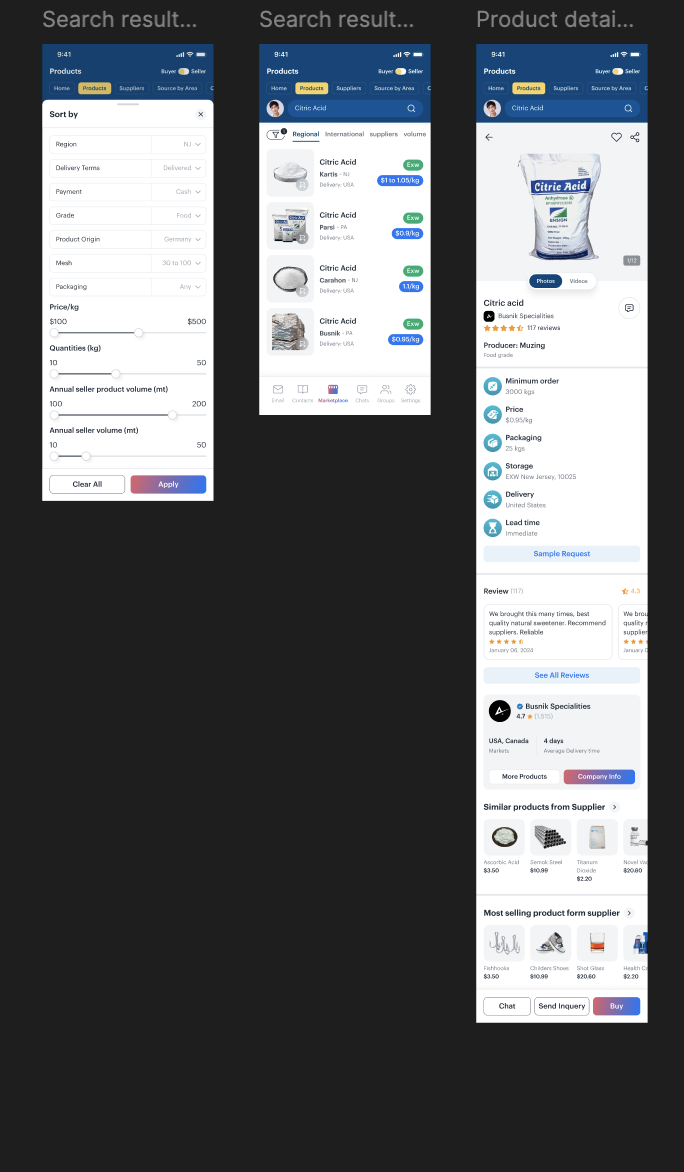 Search result...
9:41
Products
Buyer Seller
Home Products Suppliers Source by Area C
Sort by
Region NJ
Delivery Terms Delivered
Payment Cash
Grade Food
Product Origin Germany
Mesh 30 to 100
Packaging Any
Price/kg
$100 $500
Quantities (kg)
10 50
Annual seller product volume (mt)
100 200
Annual seller volume (mt)
10 50
Clear All Apply
Search result...
9:41
Products
Buyer Seller
Home Products Suppliers Source by Area C
Citric Acid
Regional International suppliers volume
Citric Acid
Kartis - NJ
Delivery: USA
Exw
$1 to 1.05/kg
Citric Acid
Parsi - PA
Delivery: USA
Exw
$0.9/kg
Citric Acid
Carahon - NJ
Delivery: USA
Exw
1.1/kg
Citric Acid
Busnik - PA
Delivery: USA
Exw
$0.95/kg
Email Contacts Marketplace Chats Groups Settings
Product detai...
9:41
Products
Buyer Seller
Home Products Suppliers Source by Area C
Citric Acid
Citric Acid
Anhydrous
ENSIGN
1/12
Photos Videos
Citric acid
Busnik Specialities
117 reviews
Producer: Muzing
Food grade
Minimum order
3000 kgs
Price
$0.95/kg
Packaging
25 kgs
Storage
EXW New Jersey, 10025
Delivery
United States
Lead time
Immediate
Sample Request
Review (117) 4.3
We brought this many times, best
quality natural sweetener. Recommend
suppliers. Reliable
January 06, 2024
We brou
quality n
supplier
January 0
See All Reviews
Busnik Specialities
4.7 (1,815)
USA, Canada
Markets
4 days
Average Delivery time
More Products Company Info
Similar products from Supplier
Ascorbic Acid
$3.50
Semok Steel
$10.99
Titanum
Dioxide
$2.20
Novel Vac
$20.60
Most selling product form supplier
Fishhooks
$3.50
Childers Shoes
$10.99
Shot Glass
$20.60
Health Ca
$2.20
Chat Send Inquery Buy